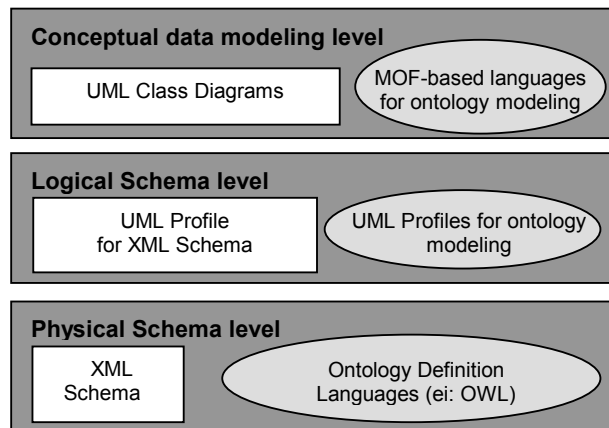 Conceptual data modeling level
UML Class Diagrams
MOF-based languages
for ontology modeling
Logical Schema level
UML Profile
for XML Schema
UML Profiles for ontology
modeling
Physical Schema level
XML
Schema
Ontology Definition
Languages (ei: OWL)